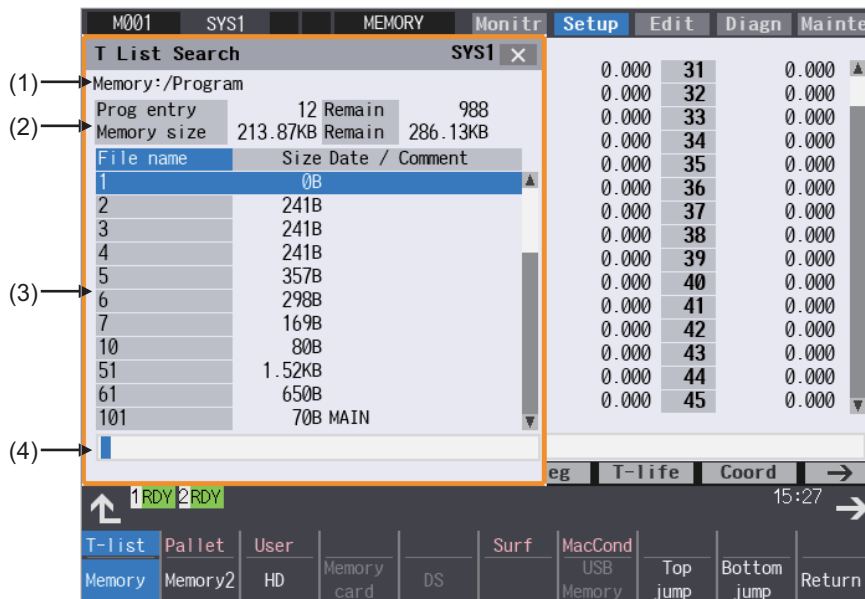 M001 SYS1 MEMORY Monitr Setup Edit Diagn Mainte
T List Search SYS1 ×
(1) Memory:/Program
(2) Prog entry 12 Remain 988
Memory size 213.87KB Remain 286.13KB
File name Size Date / Comment
1 0B
2 241B
3 241B
4 241B
5 357B
(3) 6 298B
7 169B
10 80B
51 1.52KB
61 650B
101 70B MAIN
(4)
0.000 31 0.000
0.000 32 0.000
0.000 33 0.000
0.000 34 0.000
0.000 35 0.000
0.000 36 0.000
0.000 37 0.000
0.000 38 0.000
0.000 39 0.000
0.000 40 0.000
0.000 41 0.000
0.000 42 0.000
0.000 43 0.000
0.000 44 0.000
0.000 45 0.000
eg T-life Coord →
1 RDY 2 RDY 15:27
T-list Pallet User Surf MacCond
Memory Memory2 HD Memory card DS USB Memory Top jump Bottom jump Return